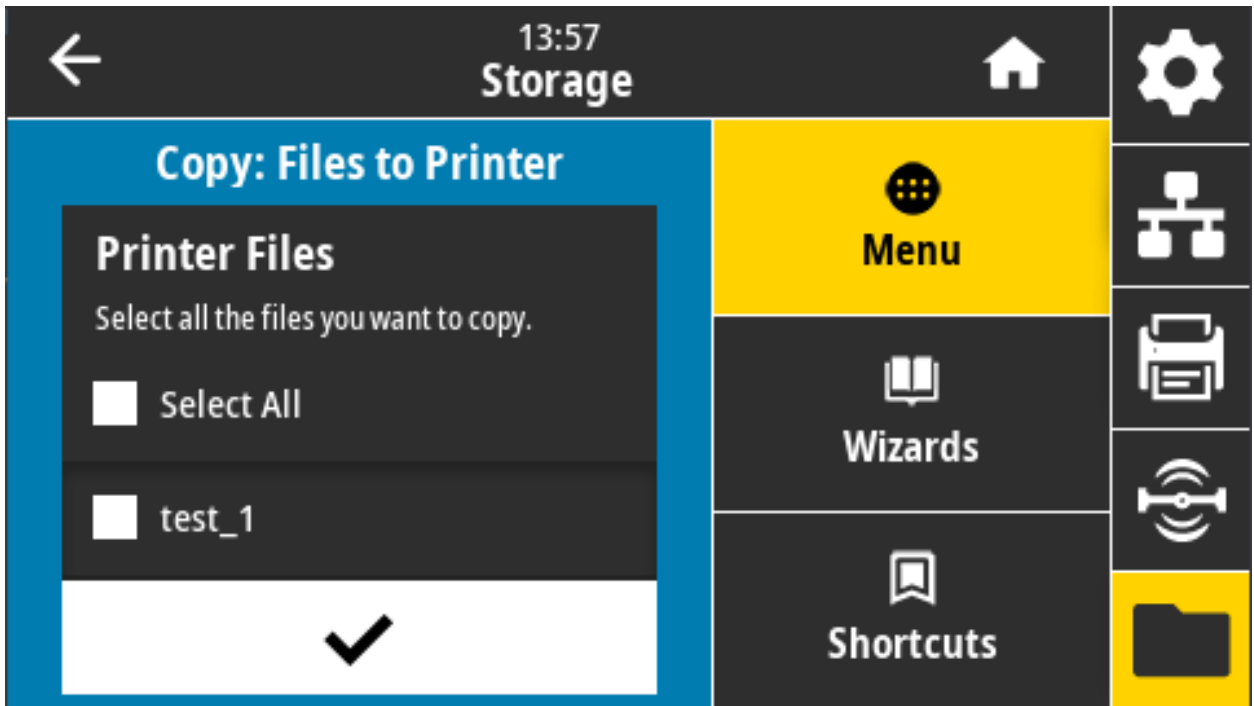 13:57
Storage
Copy: Files to Printer
Printer Files
Select all the files you want to copy.
Select All
test_1
Menu
Wizards
Shortcuts